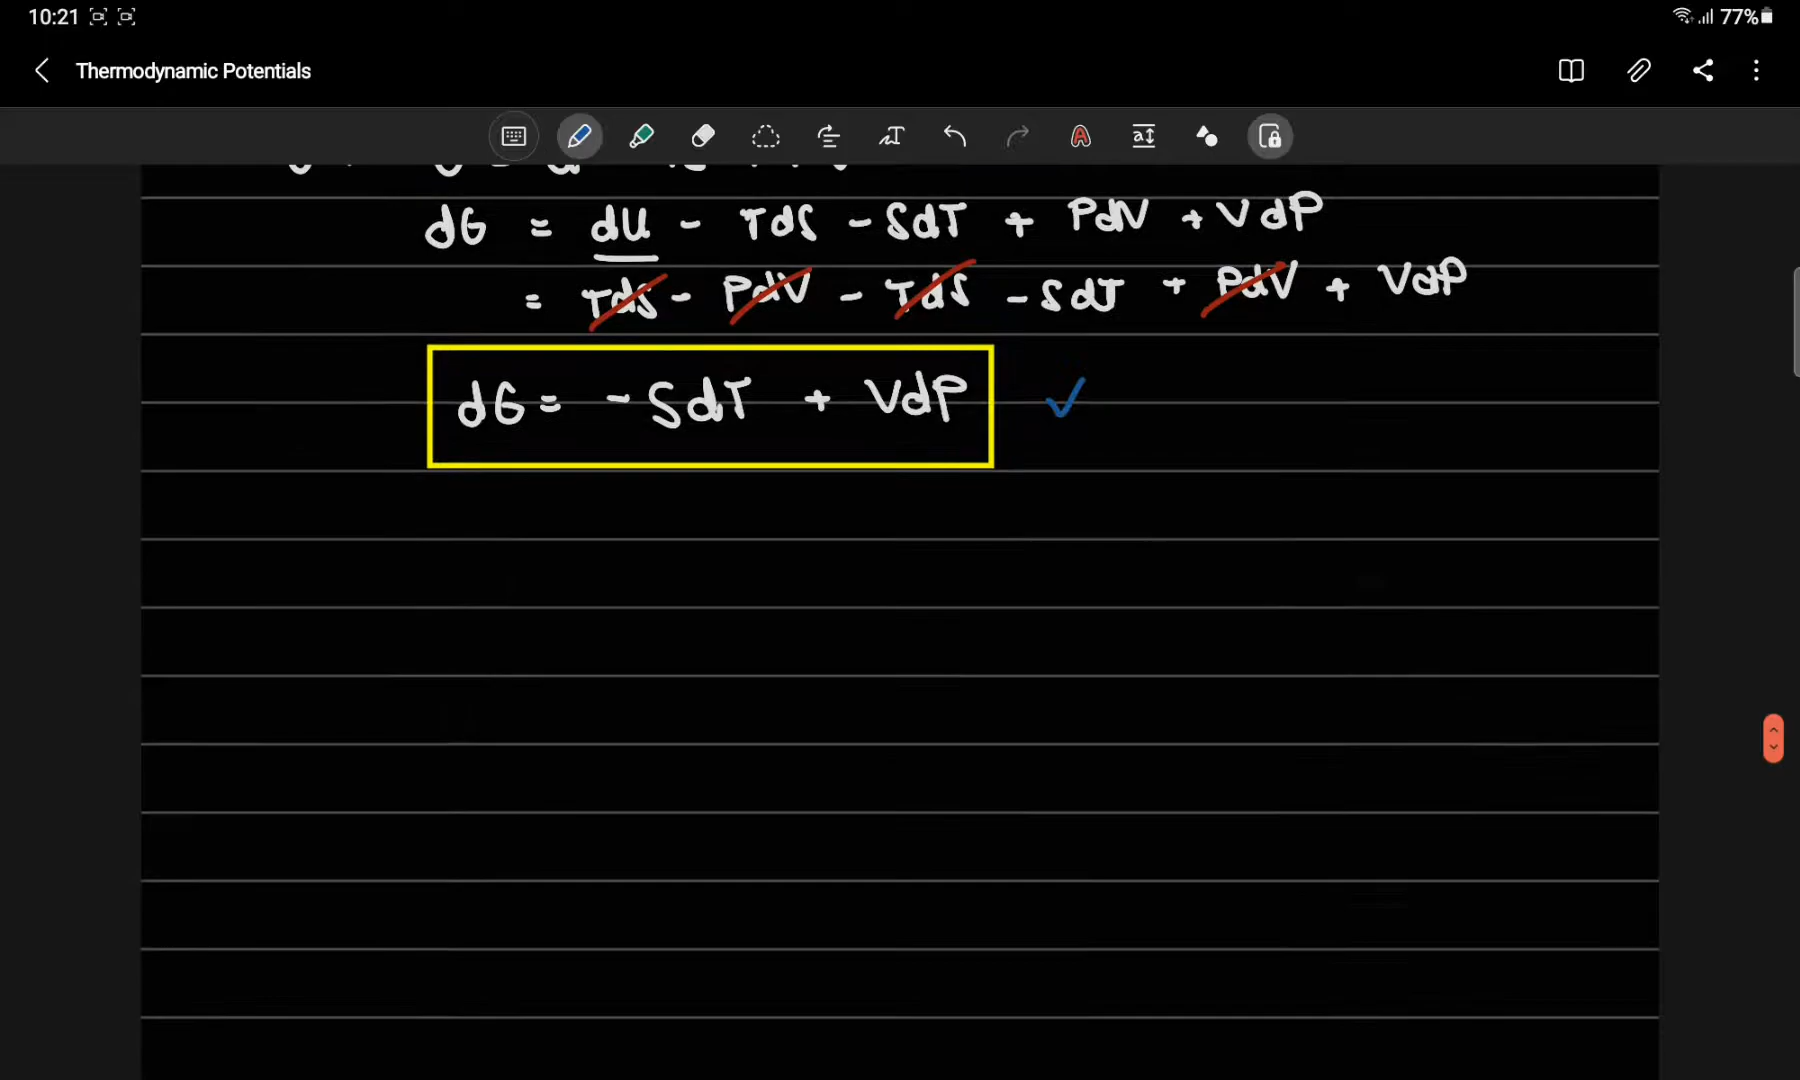 10:21 77%
Thermodynamic Potentials
dG = dU - TdS - SdT + PdV + VdP
= TdS - PdV - TdS - SdT + PdV + VdP
dG = - SdT + VdP ✓